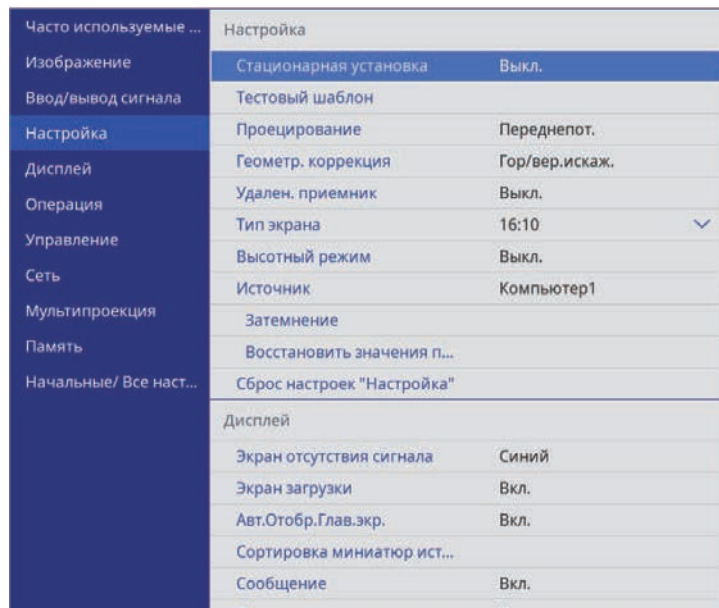 Часто используемые ...
Изображение
Ввод/вывод сигнала
Настройка
Дисплей
Операция
Управление
Сеть
Мультипроекция
Память
Начальные/ Все наст...
Настройка
Стационарная установка Выкл.
Тестовый шаблон
Проецирование Переднепот.
Геометр. коррекция Гор/вер.искаж.
Удален. приемник Выкл.
Тип экрана 16:10
Высотный режим Выкл.
Источник Компьютер1
Затемнение
Восстановить значения п...
Сброс настроек "Настройка"
Дисплей
Экран отсутствия сигнала Синий
Экран загрузки Вкл.
Авт.Отобр.Глав.экр. Вкл.
Сортировка миниатюр ист...
Сообщение Вкл.